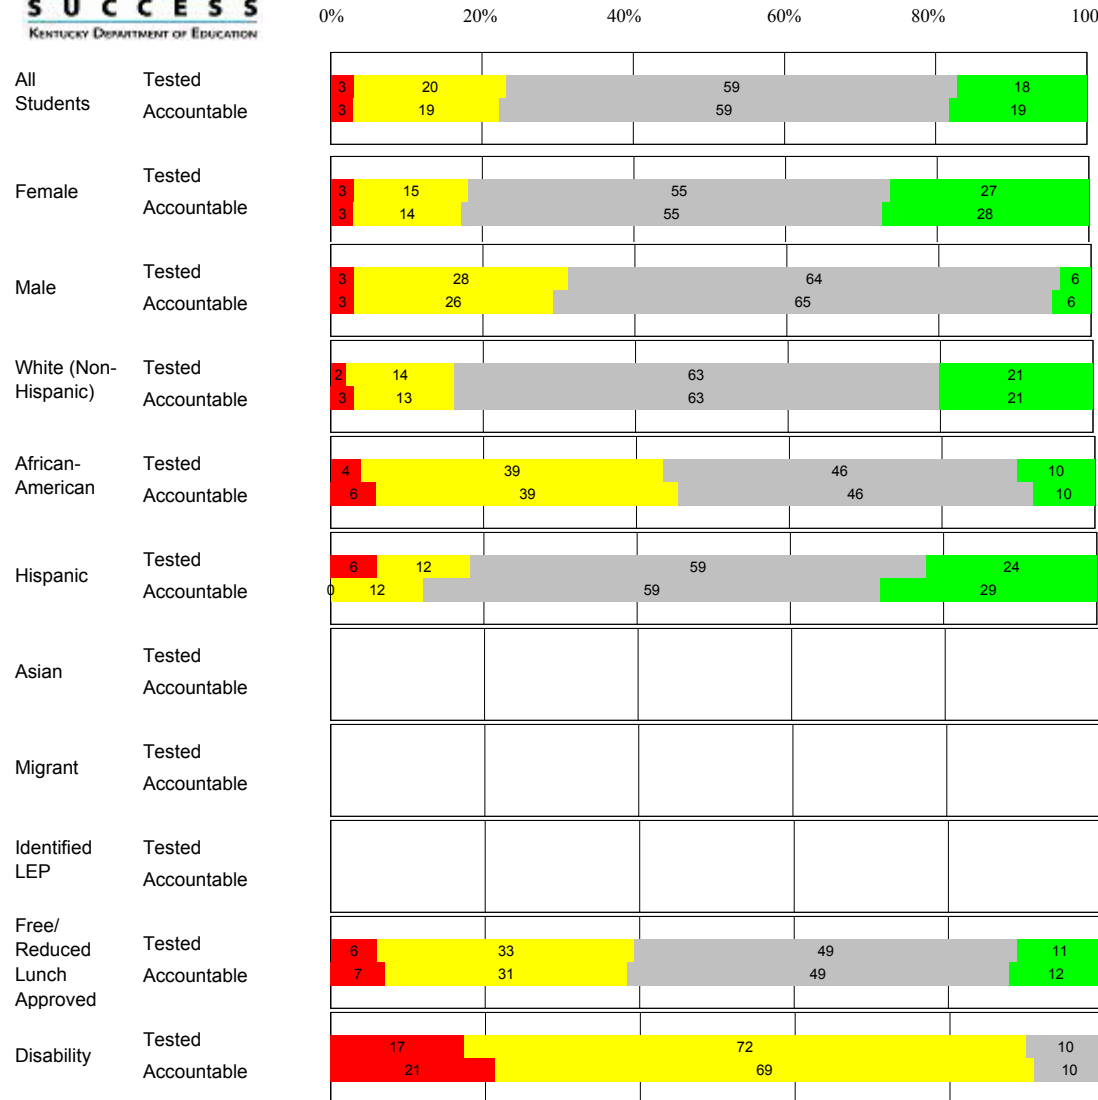 SUCCESS
KENTUCKY DEPARTMENT OF EDUCATION
0% 20% 40% 60% 80% 100
All Students
Tested 3 20 59 18
Accountable 3 19 59 19
Female
Tested 3 15 55 27
Accountable 3 14 55 28
Male
Tested 3 28 64 6
Accountable 3 26 65 6
White (Non-
Hispanic)
Tested 2 14 63 21
Accountable 3 13 63 21
African-
American
Tested 4 39 46 10
Accountable 6 39 46 10
Hispanic
Tested 6 12 59 24
Accountable 0 12 59 29
Asian
Tested
Accountable
Migrant
Tested
Accountable
Identified
LEP
Tested
Accountable
Free/
Reduced
Lunch
Approved
Tested 6 33 49 11
Accountable 7 31 49 12
Disability
Tested 17 72 10
Accountable 21 69 10